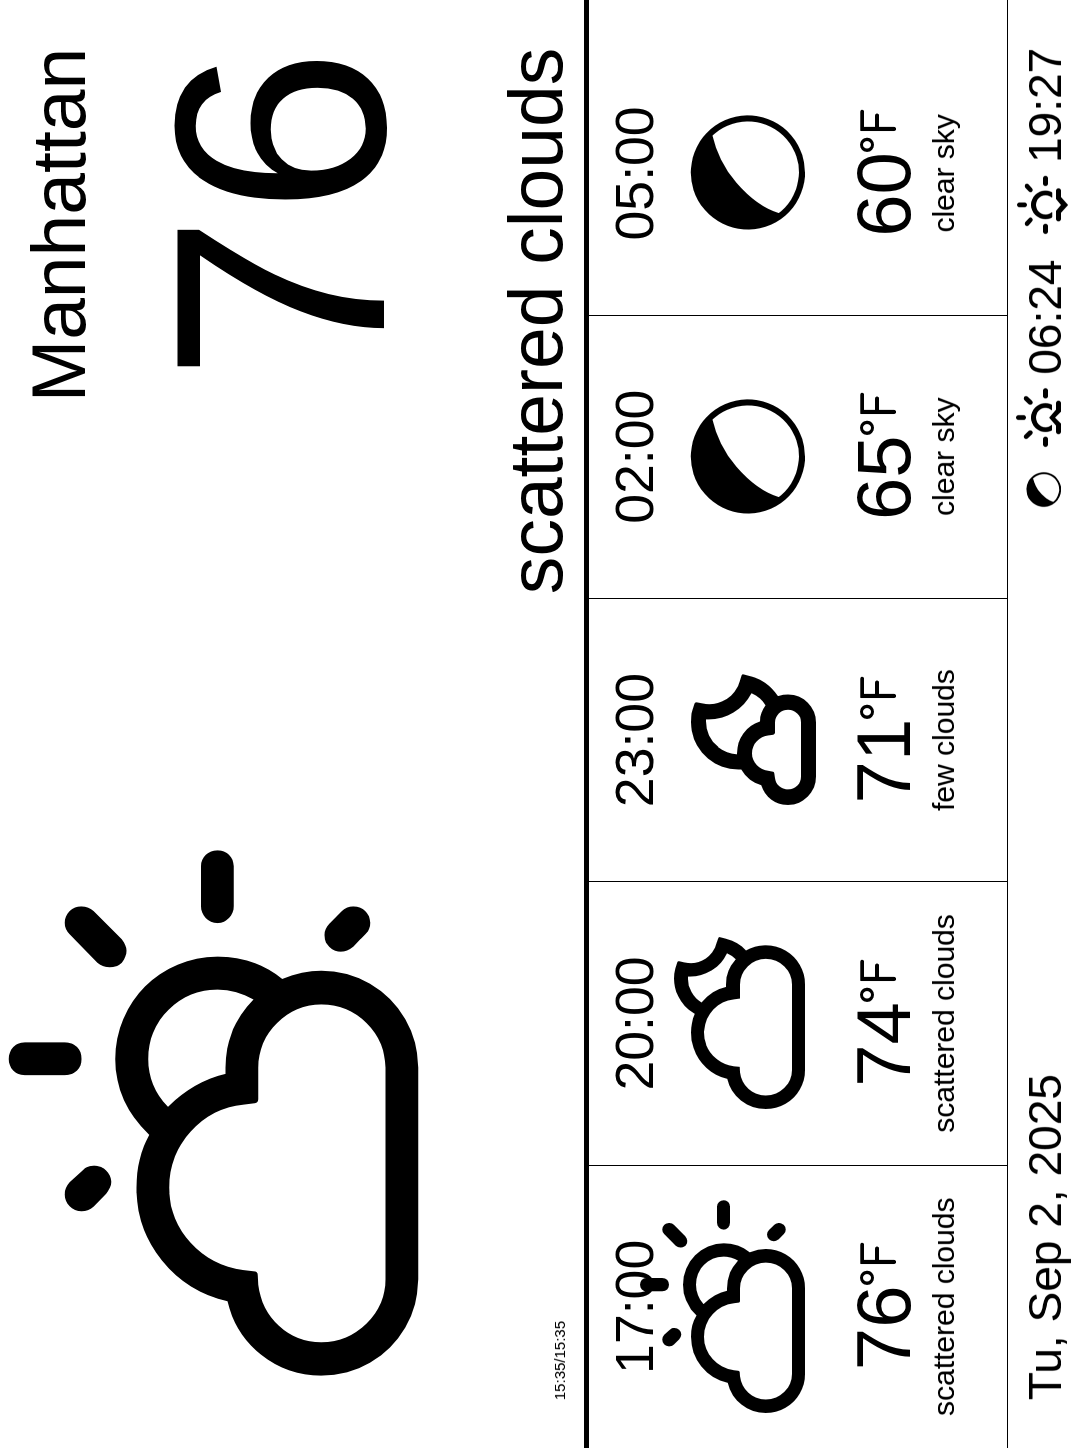 Manhattan
76
scattered clouds
15:35/15:35
17:00
76°F
scattered clouds
20:00
74°F
scattered clouds
23:00
71°F
few clouds
02:00
65°F
clear sky
05:00
60°F
clear sky
Tu, Sep 2, 2025
06:24
19:27